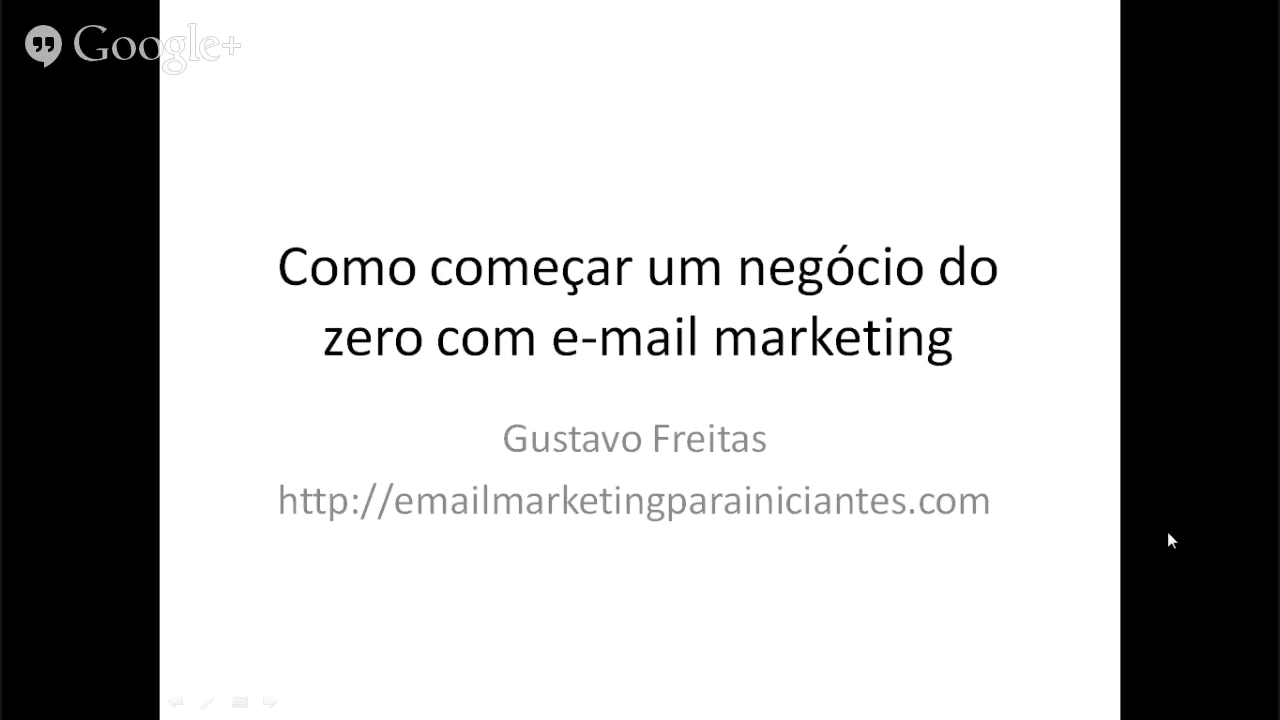 Google+
Como começar um negócio do
zero com e-mail marketing
Gustavo Freitas
http://emailmarketingparainiciantes.com